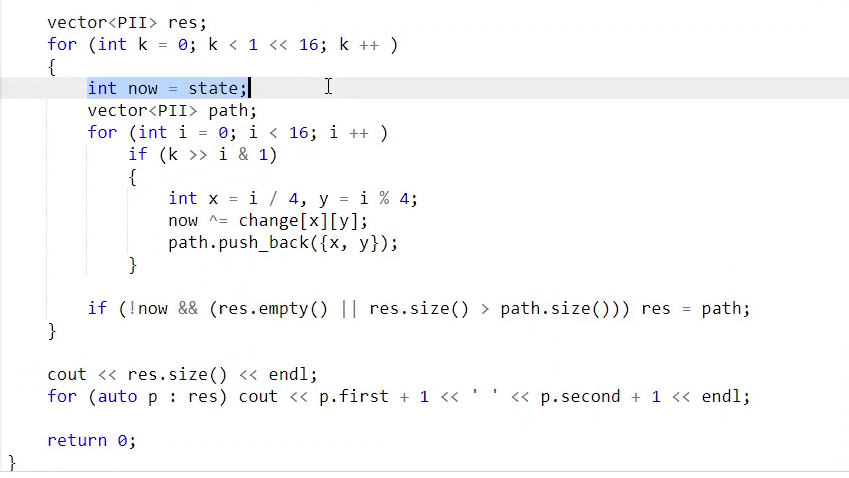 vector<PII> res;
for (int k = 0; k < 1 << 16; k ++ )
{
int now = state;
vector<PII> path;
for (int i = 0; i < 16; i ++ )
if (k >> i & 1)
{
int x = i / 4, y = i % 4;
now ^= change[x][y];
path.push_back({x, y});
}
if (!now && (res.empty() || res.size() > path.size())) res = path;
}
cout << res.size() << endl;
for (auto p : res) cout << p.first + 1 << ' ' << p.second + 1 << endl;
return 0;
}